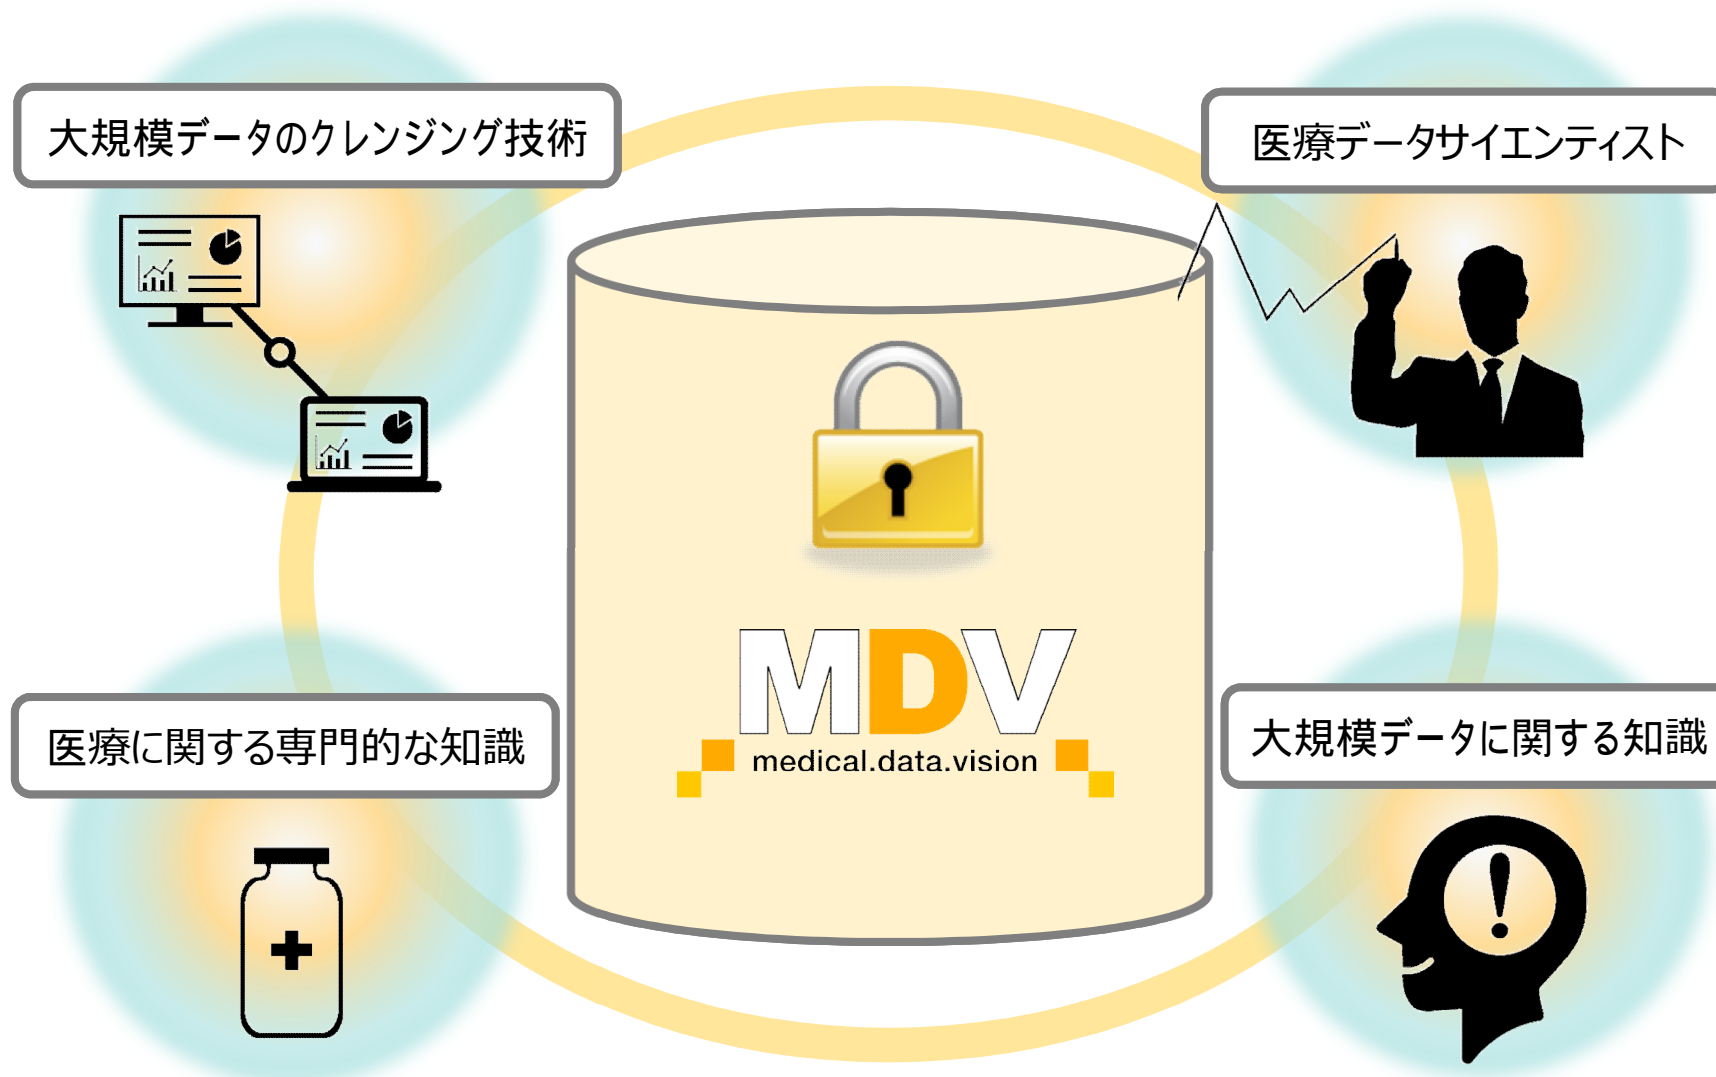 大規模データのクレンジング技術
医療データサイエンティスト
MDV
medical.data.vision
医療に関する専門的な知識
大規模データに関する知識